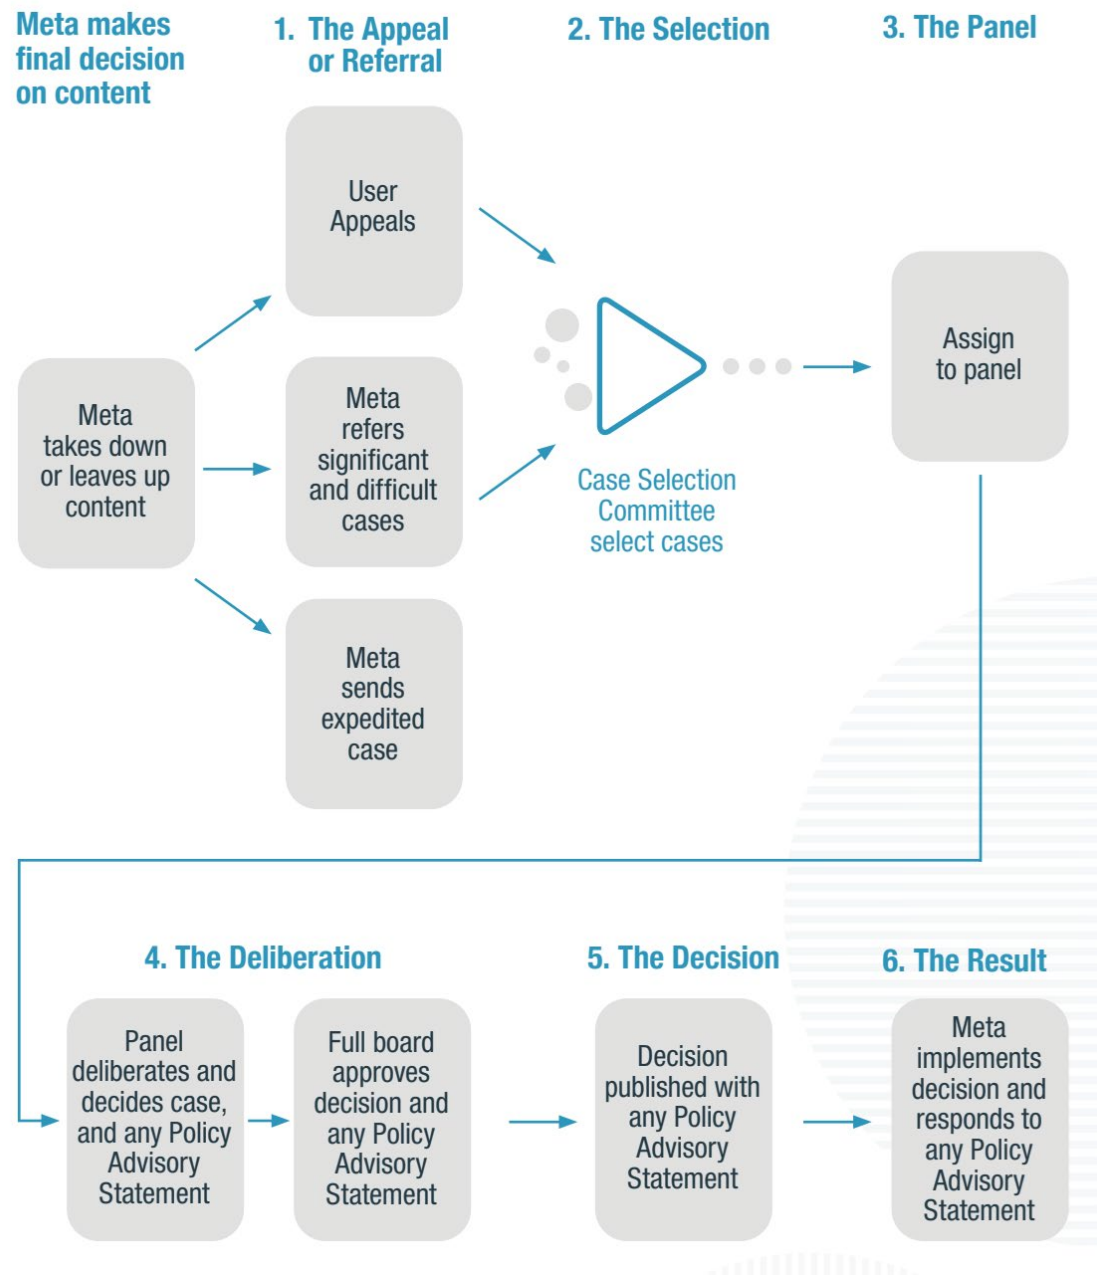 Meta makes
final decision
on content
1. The Appeal
or Referral
2. The Selection
3. The Panel
User
Appeals
Meta
takes down
or leaves up
content
Meta
refers
significant
and difficult
cases
Meta
sends
expedited
case
Case Selection
Committee
select cases
Assign
to panel
4. The Deliberation
5. The Decision
6. The Result
Panel
deliberates and
decides case,
and any Policy
Advisory
Statement
Full board
approves
decision and
any Policy
Advisory
Statement
Decision
published with
any Policy
Advisory
Statement
Meta
implements
decision and
responds to
any Policy
Advisory
Statement